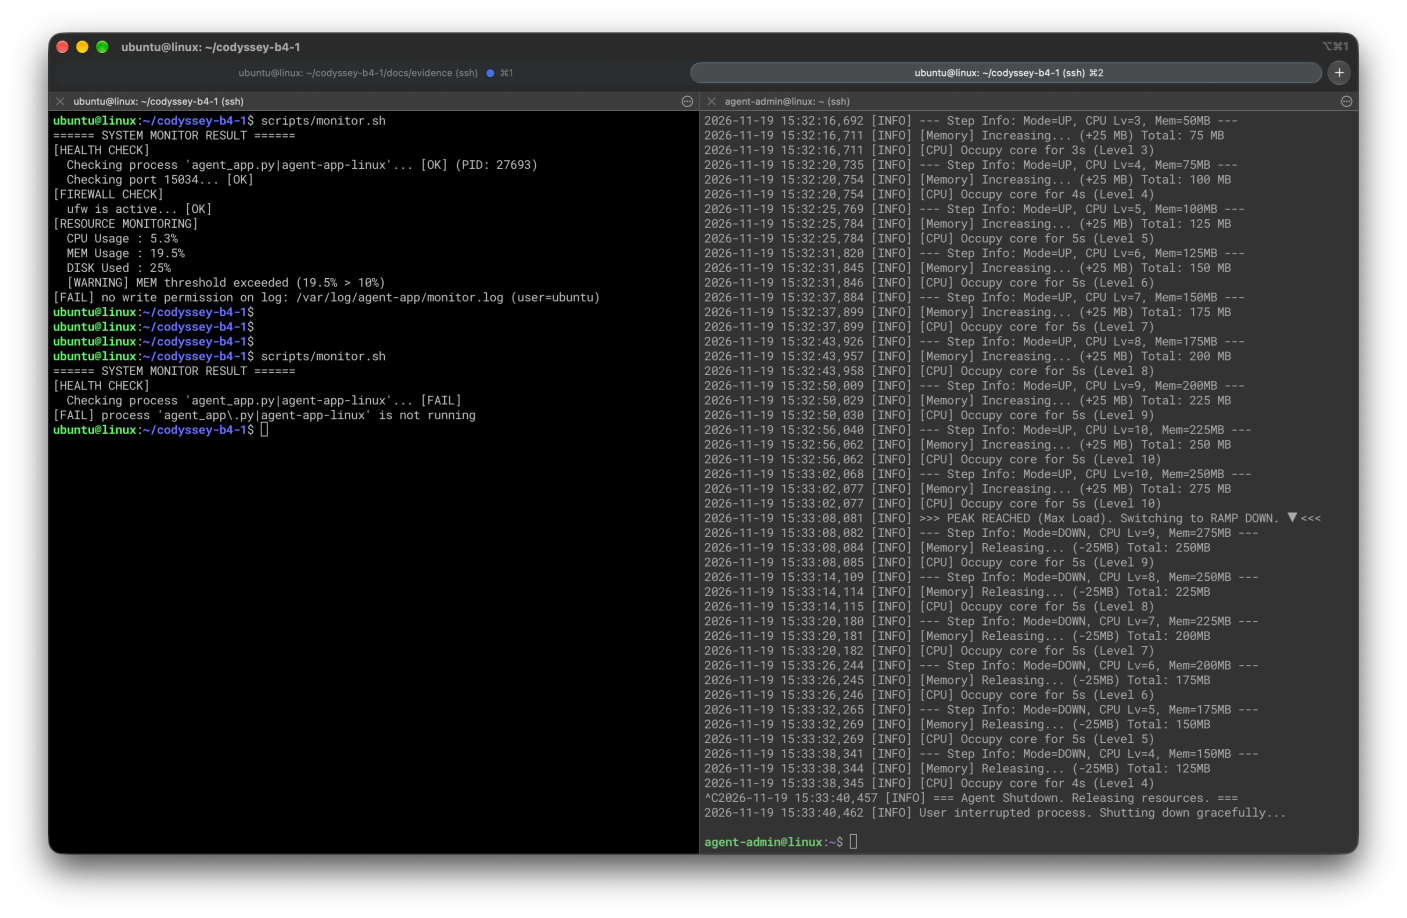 ubuntu@linux: ~/codyssey-b4-1
⌥⌘1
ubuntu@linux: ~/codyssey-b4-1/docs/evidence (ssh) ⌘1
ubuntu@linux: ~/codyssey-b4-1 (ssh) ⌘2
ubuntu@linux: ~/codyssey-b4-1 (ssh)
ubuntu@linux:~/codyssey-b4-1$ scripts/monitor.sh
====== SYSTEM MONITOR RESULT ======
[HEALTH CHECK]
Checking process 'agent_app.py|agent-app-linux'... [OK] (PID: 27693)
Checking port 15034... [OK]
[FIREWALL CHECK]
ufw is active... [OK]
[RESOURCE MONITORING]
CPU Usage : 5.3%
MEM Usage : 19.5%
DISK Used : 25%
[WARNING] MEM threshold exceeded (19.5% > 10%)
[FAIL] no write permission on log: /var/log/agent-app/monitor.log (user=ubuntu)
ubuntu@linux:~/codyssey-b4-1$
ubuntu@linux:~/codyssey-b4-1$
ubuntu@linux:~/codyssey-b4-1$
ubuntu@linux:~/codyssey-b4-1$ scripts/monitor.sh
====== SYSTEM MONITOR RESULT ======
[HEALTH CHECK]
Checking process 'agent_app.py|agent-app-linux'... [FAIL]
[FAIL] process 'agent_app\.py|agent-app-linux' is not running
ubuntu@linux:~/codyssey-b4-1$
agent-admin@linux: ~ (ssh)
2026-11-19 15:32:16,692 [INFO] --- Step Info: Mode=UP, CPU Lv=3, Mem=50MB ---
2026-11-19 15:32:16,711 [INFO] [Memory] Increasing... (+25 MB) Total: 75 MB
2026-11-19 15:32:16,711 [INFO] [CPU] Occupy core for 3s (Level 3)
2026-11-19 15:32:20,735 [INFO] --- Step Info: Mode=UP, CPU Lv=4, Mem=75MB ---
2026-11-19 15:32:20,754 [INFO] [Memory] Increasing... (+25 MB) Total: 100 MB
2026-11-19 15:32:20,754 [INFO] [CPU] Occupy core for 4s (Level 4)
2026-11-19 15:32:25,769 [INFO] --- Step Info: Mode=UP, CPU Lv=5, Mem=100MB ---
2026-11-19 15:32:25,784 [INFO] [Memory] Increasing... (+25 MB) Total: 125 MB
2026-11-19 15:32:25,784 [INFO] [CPU] Occupy core for 5s (Level 5)
2026-11-19 15:32:31,820 [INFO] --- Step Info: Mode=UP, CPU Lv=6, Mem=125MB ---
2026-11-19 15:32:31,845 [INFO] [Memory] Increasing... (+25 MB) Total: 150 MB
2026-11-19 15:32:31,846 [INFO] [CPU] Occupy core for 5s (Level 6)
2026-11-19 15:32:37,884 [INFO] --- Step Info: Mode=UP, CPU Lv=7, Mem=150MB ---
2026-11-19 15:32:37,899 [INFO] [Memory] Increasing... (+25 MB) Total: 175 MB
2026-11-19 15:32:37,899 [INFO] [CPU] Occupy core for 5s (Level 7)
2026-11-19 15:32:43,926 [INFO] --- Step Info: Mode=UP, CPU Lv=8, Mem=175MB ---
2026-11-19 15:32:43,957 [INFO] [Memory] Increasing... (+25 MB) Total: 200 MB
2026-11-19 15:32:43,958 [INFO] [CPU] Occupy core for 5s (Level 8)
2026-11-19 15:32:50,009 [INFO] --- Step Info: Mode=UP, CPU Lv=9, Mem=200MB ---
2026-11-19 15:32:50,029 [INFO] [Memory] Increasing... (+25 MB) Total: 225 MB
2026-11-19 15:32:50,030 [INFO] [CPU] Occupy core for 5s (Level 9)
2026-11-19 15:32:56,040 [INFO] --- Step Info: Mode=UP, CPU Lv=10, Mem=225MB ---
2026-11-19 15:32:56,062 [INFO] [Memory] Increasing... (+25 MB) Total: 250 MB
2026-11-19 15:32:56,062 [INFO] [CPU] Occupy core for 5s (Level 10)
2026-11-19 15:33:02,068 [INFO] --- Step Info: Mode=UP, CPU Lv=10, Mem=250MB ---
2026-11-19 15:33:02,077 [INFO] [Memory] Increasing... (+25 MB) Total: 275 MB
2026-11-19 15:33:02,077 [INFO] [CPU] Occupy core for 5s (Level 10)
2026-11-19 15:33:08,081 [INFO] >>> PEAK REACHED (Max Load). Switching to RAMP DOWN. ▼ <<<
2026-11-19 15:33:08,082 [INFO] --- Step Info: Mode=DOWN, CPU Lv=9, Mem=275MB ---
2026-11-19 15:33:08,084 [INFO] [Memory] Releasing... (-25MB) Total: 250MB
2026-11-19 15:33:08,085 [INFO] [CPU] Occupy core for 5s (Level 9)
2026-11-19 15:33:14,109 [INFO] --- Step Info: Mode=DOWN, CPU Lv=8, Mem=250MB ---
2026-11-19 15:33:14,114 [INFO] [Memory] Releasing... (-25MB) Total: 225MB
2026-11-19 15:33:14,115 [INFO] [CPU] Occupy core for 5s (Level 8)
2026-11-19 15:33:20,180 [INFO] --- Step Info: Mode=DOWN, CPU Lv=7, Mem=225MB ---
2026-11-19 15:33:20,181 [INFO] [Memory] Releasing... (-25MB) Total: 200MB
2026-11-19 15:33:20,182 [INFO] [CPU] Occupy core for 5s (Level 7)
2026-11-19 15:33:26,244 [INFO] --- Step Info: Mode=DOWN, CPU Lv=6, Mem=200MB ---
2026-11-19 15:33:26,245 [INFO] [Memory] Releasing... (-25MB) Total: 175MB
2026-11-19 15:33:26,246 [INFO] [CPU] Occupy core for 5s (Level 6)
2026-11-19 15:33:32,265 [INFO] --- Step Info: Mode=DOWN, CPU Lv=5, Mem=175MB ---
2026-11-19 15:33:32,269 [INFO] [Memory] Releasing... (-25MB) Total: 150MB
2026-11-19 15:33:32,269 [INFO] [CPU] Occupy core for 5s (Level 5)
2026-11-19 15:33:38,341 [INFO] --- Step Info: Mode=DOWN, CPU Lv=4, Mem=150MB ---
2026-11-19 15:33:38,344 [INFO] [Memory] Releasing... (-25MB) Total: 125MB
2026-11-19 15:33:38,345 [INFO] [CPU] Occupy core for 4s (Level 4)
^C2026-11-19 15:33:40,457 [INFO] === Agent Shutdown. Releasing resources. ===
2026-11-19 15:33:40,462 [INFO] User interrupted process. Shutting down gracefully...
agent-admin@linux:~$